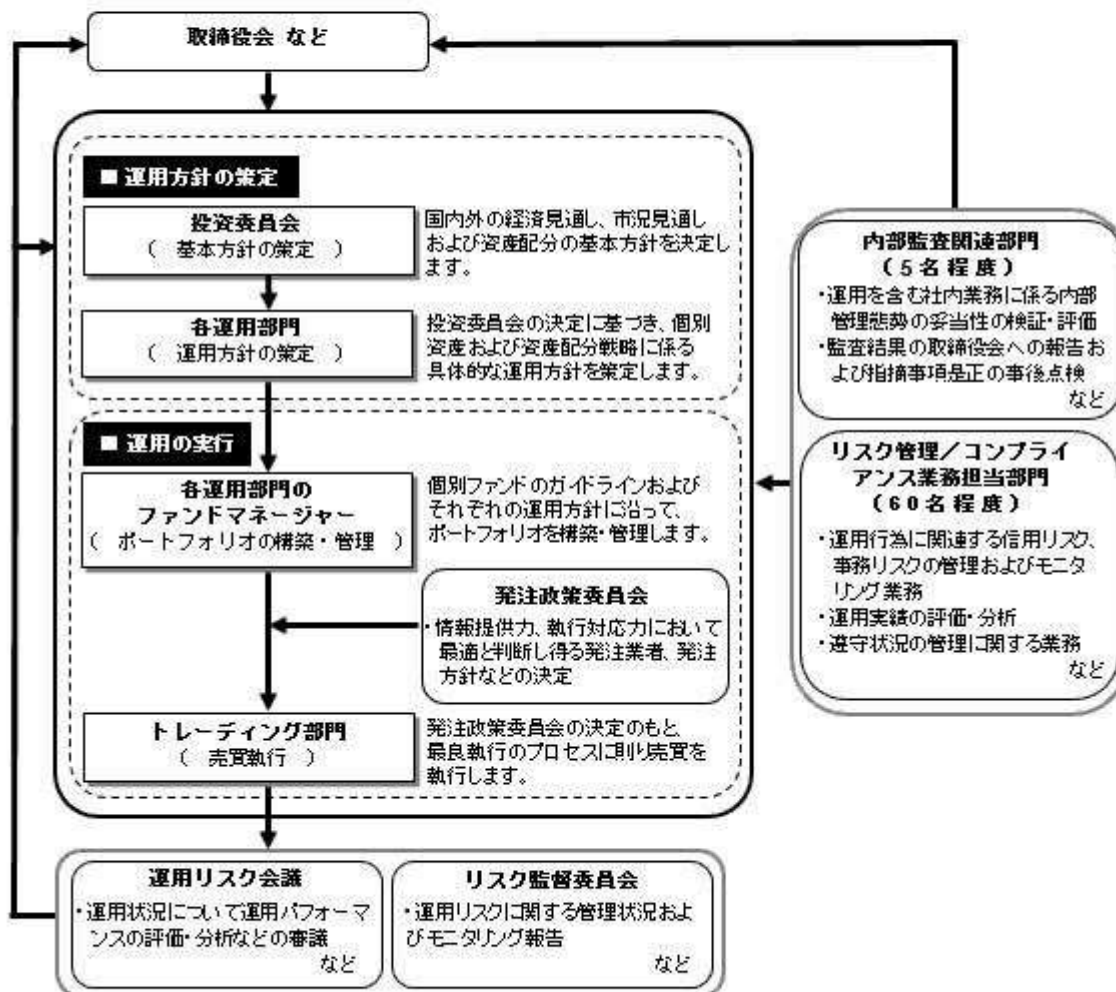 取締役会 など
■ 運用方針の策定
投資委員会
（ 基本方針の策定 ）
国内外の経済見通し、市況見通し
および資産配分の基本方針を決定し
ます。
各運用部門
（ 運用方針の策定 ）
投資委員会の決定に基づき、個別
資産および資産配分戦略に係る
具体的な運用方針を策定します。
■ 運用の実行
各運用部門の
ファンドマネージャー
（ ポートフォリオの構築・管理 ）
個別ファンドのガイドラインおよび
それぞれの運用方針に沿って、
ポートフォリオを構築・管理します。
発注政策委員会
・情報提供力、執行対応力において
最適と判断し得る発注業者、発注
方針などの決定
トレーディング部門
（ 売買執行 ）
発注政策委員会の決定のもと、
最良執行のプロセスに則り売買を
執行します。
内部監査関連部門
（５名程度）
・運用を含む社内業務に係る内部
管理態勢の妥当性の検証・評価
・監査結果の取締役会への報告お
よび指摘事項是正の事後点検
など
リスク管理／コンプライ
アンス業務担当部門
（６０名程度）
・運用行為に関連する信用リスク、
事務リスクの管理およびモニタ
リング業務
・運用実績の評価・分析
・遵守状況の管理に関する業務
など
運用リスク会議
・運用状況について運用パフォーマ
ンスの評価・分析などの審議
など
リスク監督委員会
・運用リスクに関する管理状況およ
びモニタリング報告
など